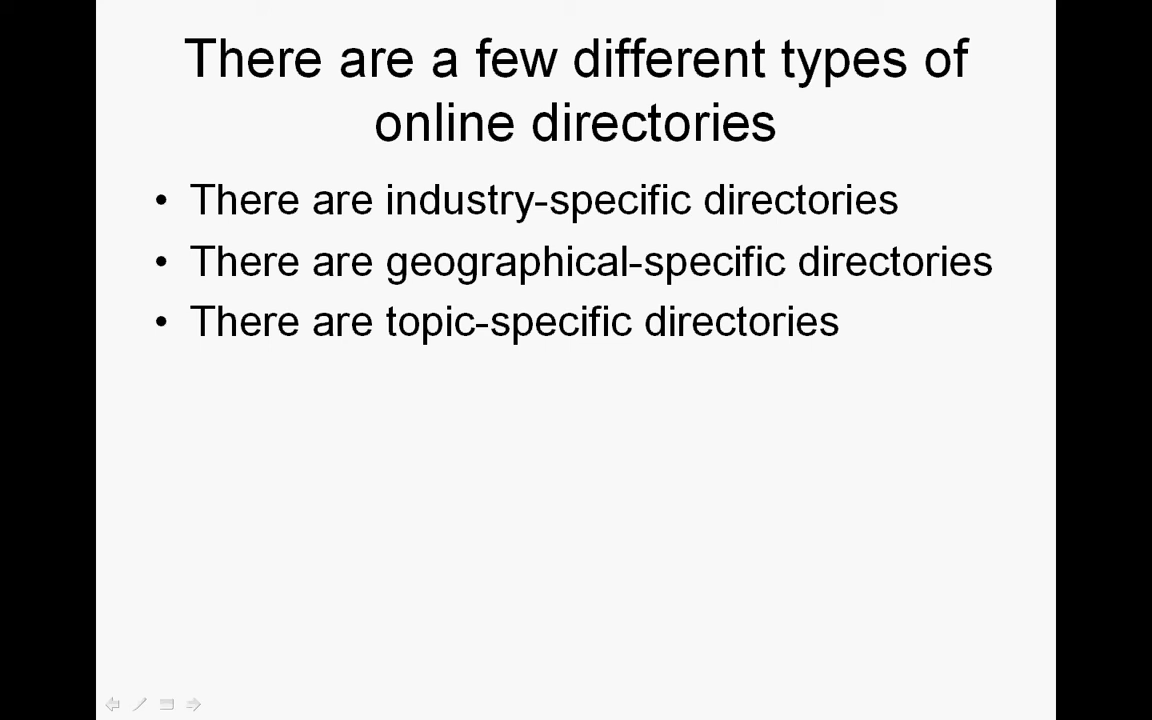 There are a few different types of
online directories
• There are industry-specific directories
• There are geographical-specific directories
• There are topic-specific directories